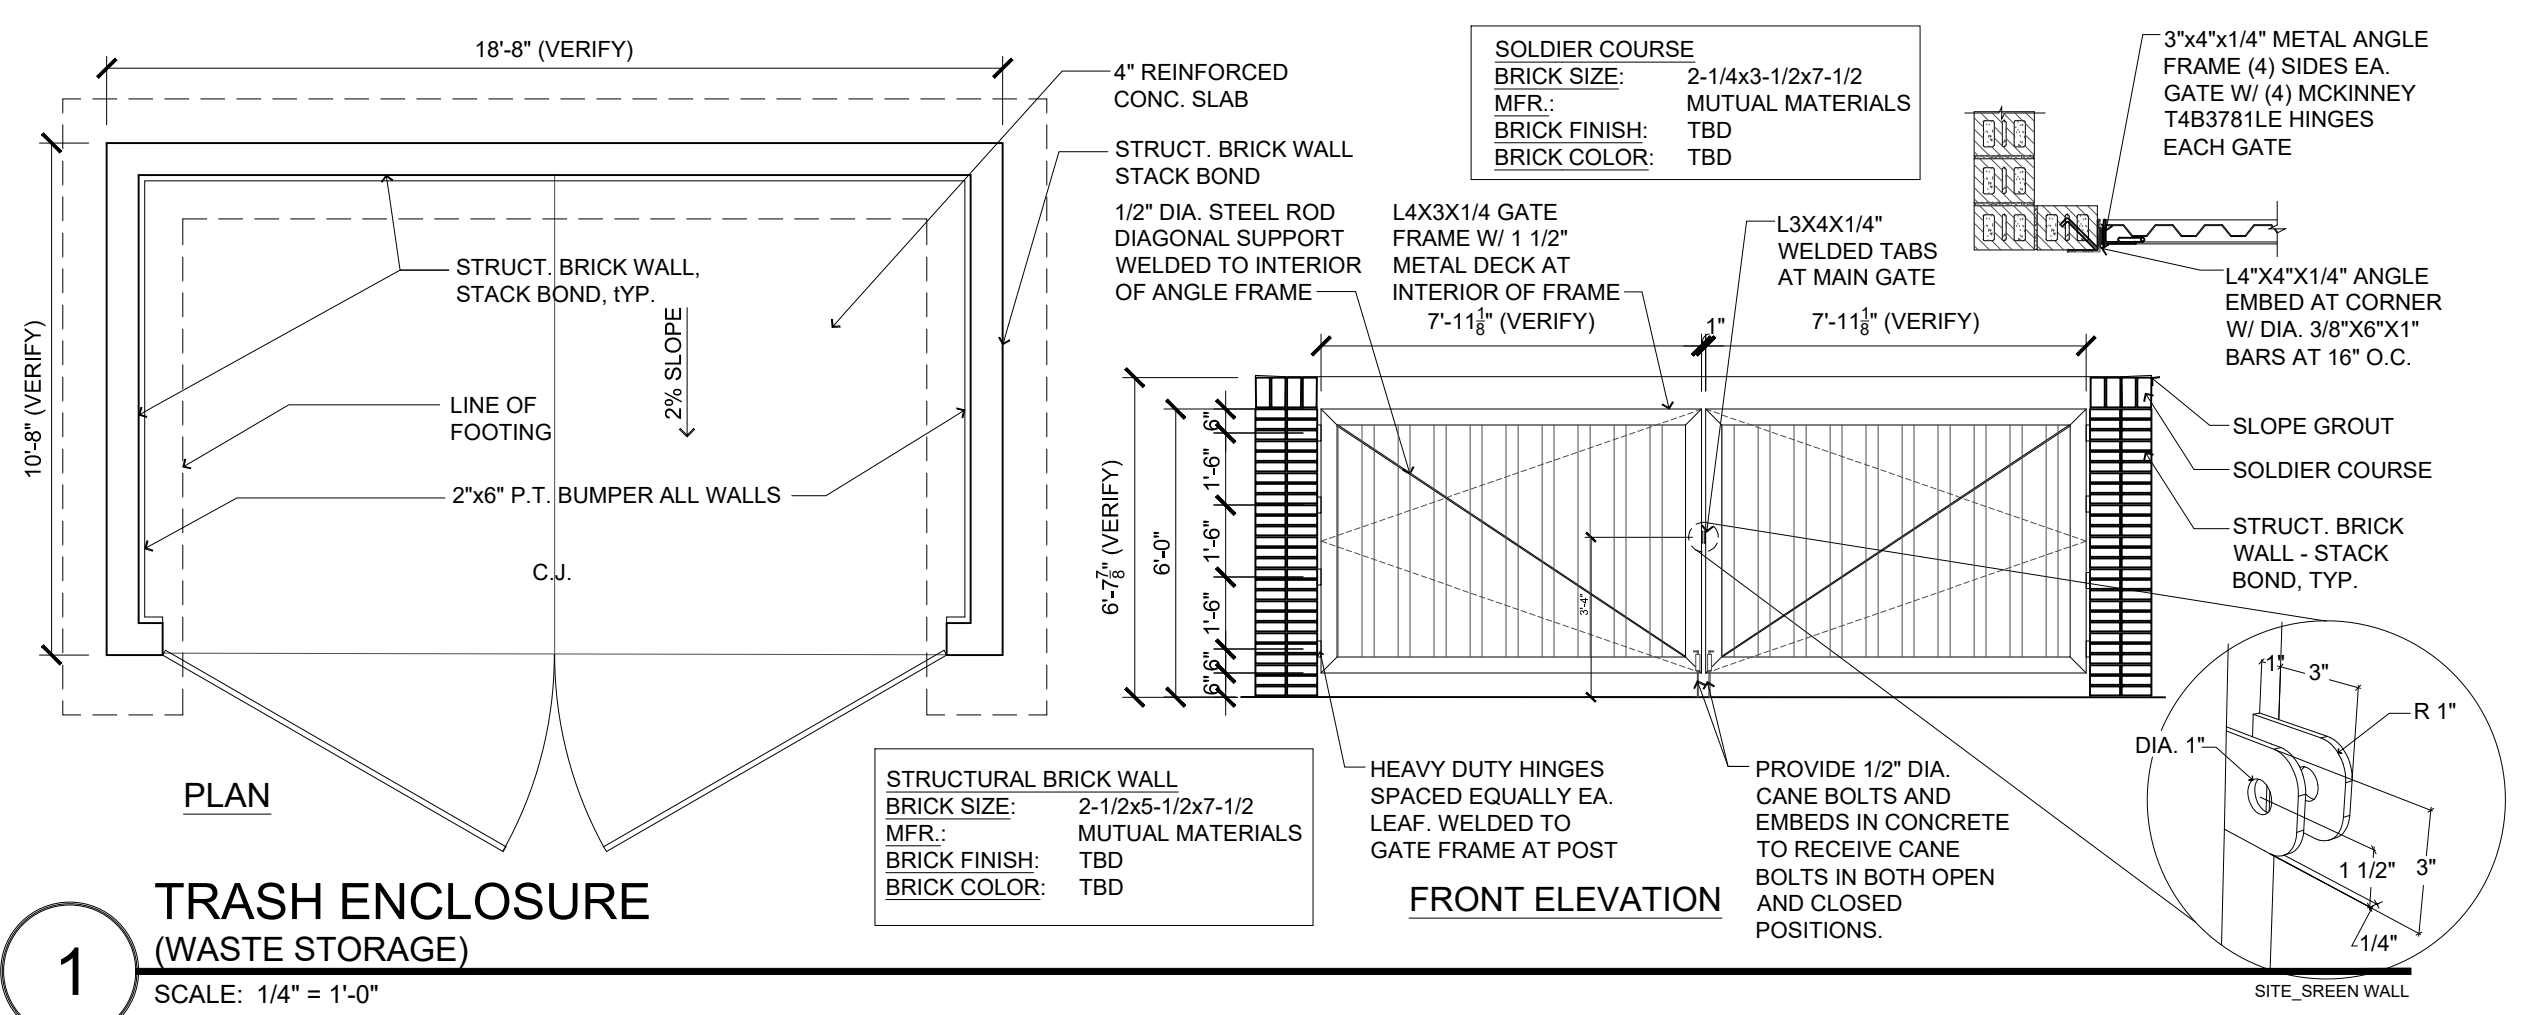 18'-8" (VERIFY)
10'-8" (VERIFY)
4" REINFORCED
CONC. SLAB
STRUCT. BRICK WALL
STACK BOND
STRUCT. BRICK WALL,
STACK BOND, tYP.
2% SLOPE
LINE OF
FOOTING
2"x6" P.T. BUMPER ALL WALLS
C.J.
PLAN
SOLDIER COURSE
BRICK SIZE: 2-1/4x3-1/2x7-1/2
MFR.: MUTUAL MATERIALS
BRICK FINISH: TBD
BRICK COLOR: TBD
1/2" DIA. STEEL ROD
DIAGONAL SUPPORT
WELDED TO INTERIOR
OF ANGLE FRAME
L4X3X1/4 GATE
FRAME W/ 1 1/2"
METAL DECK AT
INTERIOR OF FRAME
L3X4X1/4"
WELDED TABS
AT MAIN GATE
7'-11 1/8" (VERIFY)
1"
7'-11 1/8" (VERIFY)
3"x4"x1/4" METAL ANGLE
FRAME (4) SIDES EA.
GATE W/ (4) MCKINNEY
T4B3781LE HINGES
EACH GATE
L4"X4"X1/4" ANGLE
EMBED AT CORNER
W/ DIA. 3/8"X6"X1"
BARS AT 16" O.C.
6'-7 7/8" (VERIFY)
6'-0"
6"
1'-6"
1'-6"
1'-6"
6"
6"
3'-4"
SLOPE GROUT
SOLDIER COURSE
STRUCT. BRICK
WALL - STACK
BOND, TYP.
1"
3"
R 1"
DIA. 1"
1 1/2"
3"
1/4"
STRUCTURAL BRICK WALL
BRICK SIZE: 2-1/2x5-1/2x7-1/2
MFR.: MUTUAL MATERIALS
BRICK FINISH: TBD
BRICK COLOR: TBD
HEAVY DUTY HINGES
SPACED EQUALLY EA.
LEAF. WELDED TO
GATE FRAME AT POST
PROVIDE 1/2" DIA.
CANE BOLTS AND
EMBEDS IN CONCRETE
TO RECEIVE CANE
BOLTS IN BOTH OPEN
AND CLOSED
POSITIONS.
FRONT ELEVATION
1
TRASH ENCLOSURE
(WASTE STORAGE)
SCALE: 1/4" = 1'-0"
SITE_SREEN WALL